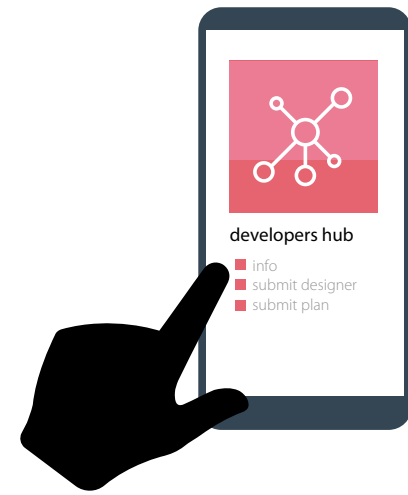 developers hub
info
submit designer
submit plan